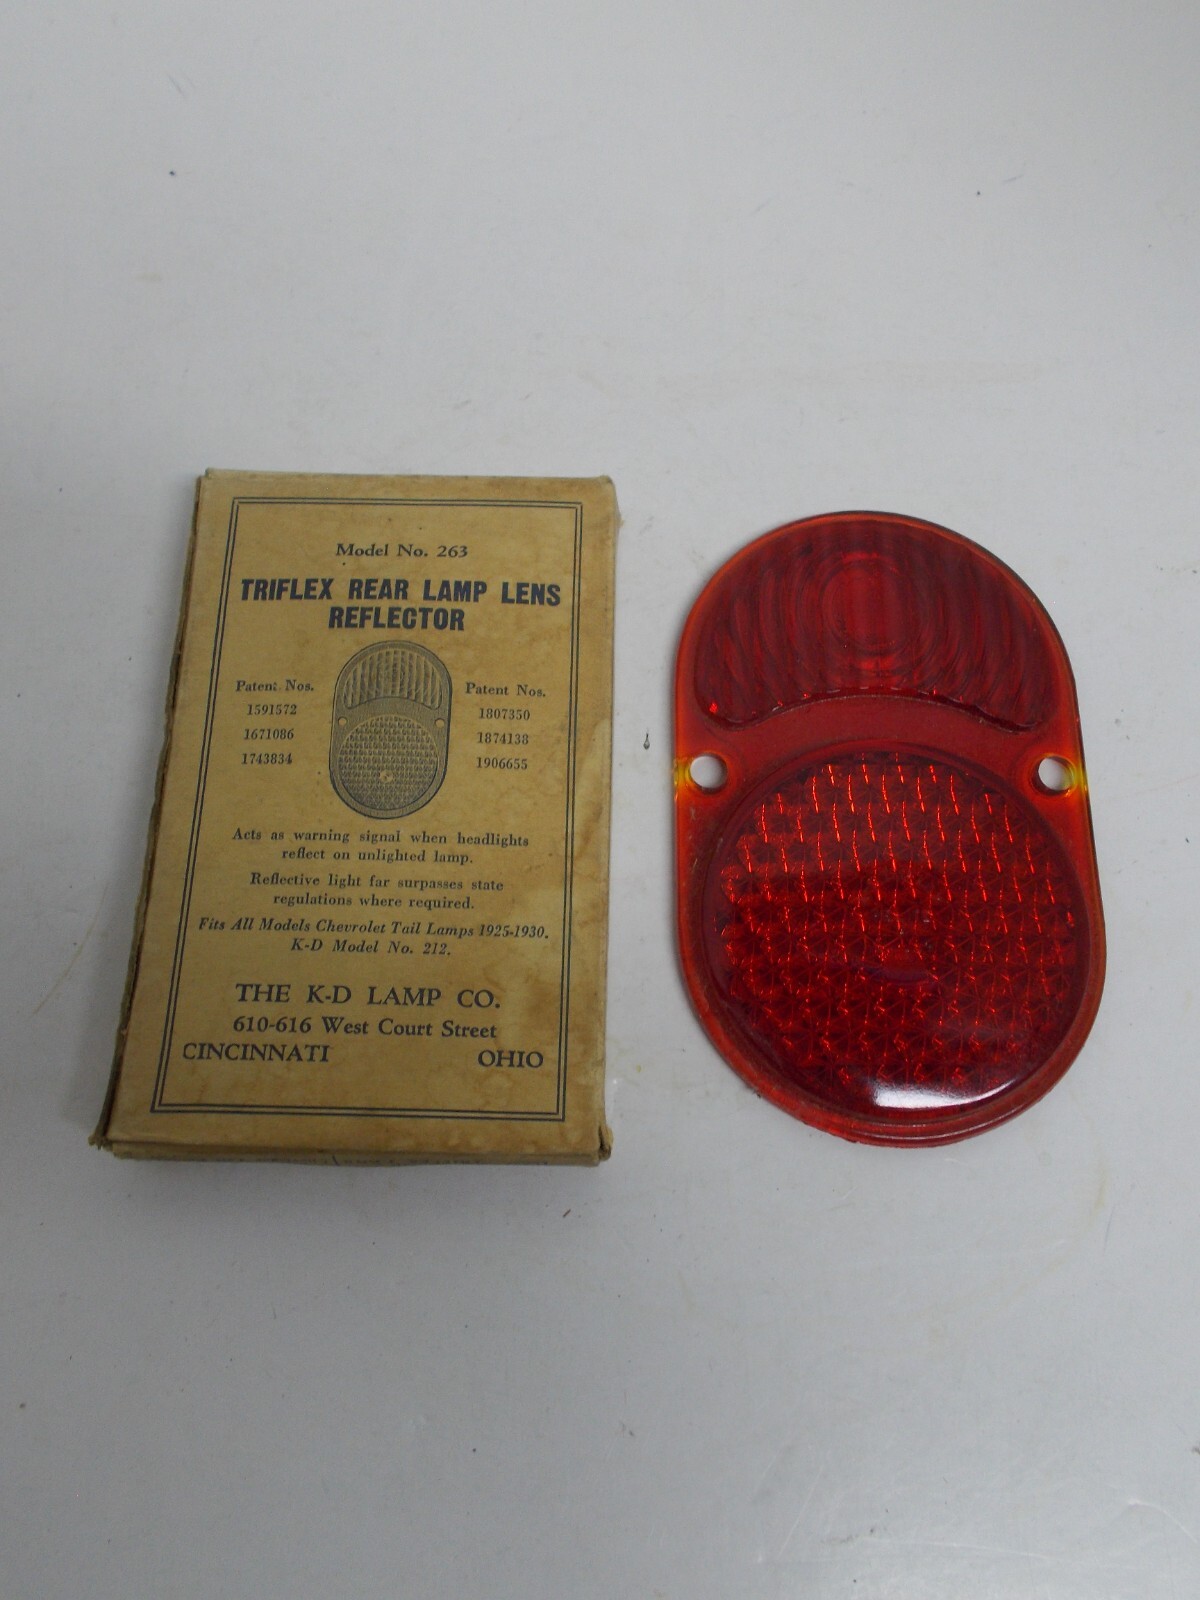 Model No. 263
TRIFLEX REAR LAMP LENS
REFLECTOR
Patent Nos.
1591572
1671086
1743834
Patent Nos.
1807350
1874138
1906655
Acts as warning signal when headlights
reflect on unlighted lamp.
Reflective light far surpasses state
regulations where required.
Fits All Models Chevrolet Tail Lamps 1925-1930.
K-D Model No. 212.
THE K-D LAMP CO.
610-616 West Court Street
CINCINNATI OHIO